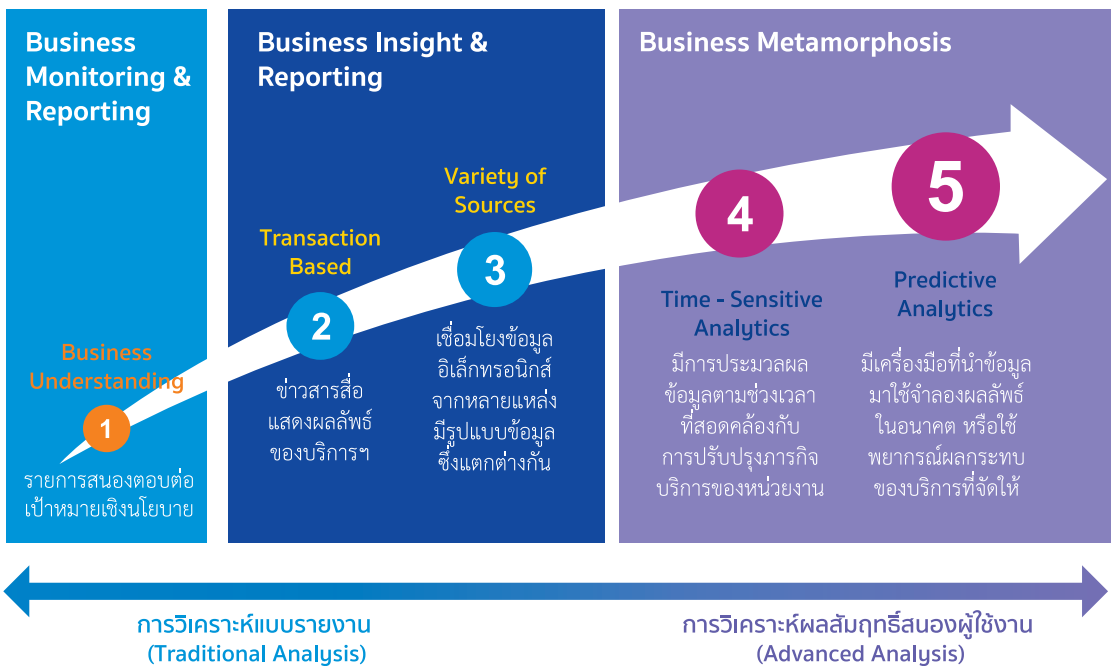 Business
Monitoring &
Reporting
Business
Understanding
1
รายการสนองตอบต่อ
เป้าหมายเชิงนโยบาย
Business Insight &
Reporting
Transaction
Based
2
ข่าวสารสื่อ
แสดงผลลัพธ์
ของบริการฯ
Variety of
Sources
3
เชื่อมโยงข้อมูล
อิเล็กทรอนิกส์
จากหลายแหล่ง
มีรูปแบบข้อมูล
ซึ่งแตกต่างกัน
Business Metamorphosis
4
Time - Sensitive
Analytics
มีการประมวลผล
ข้อมูลตามช่วงเวลา
ที่สอดคล้องกับ
การปรับปรุงภารกิจ
บริการของหน่วยงาน
5
Predictive
Analytics
มีเครื่องมือที่นำข้อมูล
มาใช้จำลองผลลัพธ์
ในอนาคต หรือใช้
พยากรณ์ผลกระทบ
ของบริการที่จัดให้
การวิเคราะห์แบบรายงาน
(Traditional Analysis)
การวิเคราะห์ผลสัมฤทธิ์สนองผู้ใช้งาน
(Advanced Analysis)